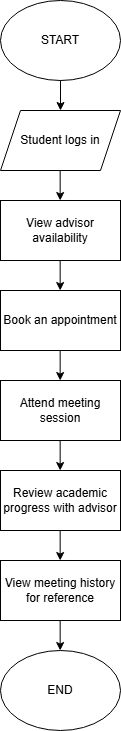 START
Student logs in
View advisor
availability
Book an appointment
Attend meeting
session
Review academic
progress with advisor
View meeting history
for reference
END